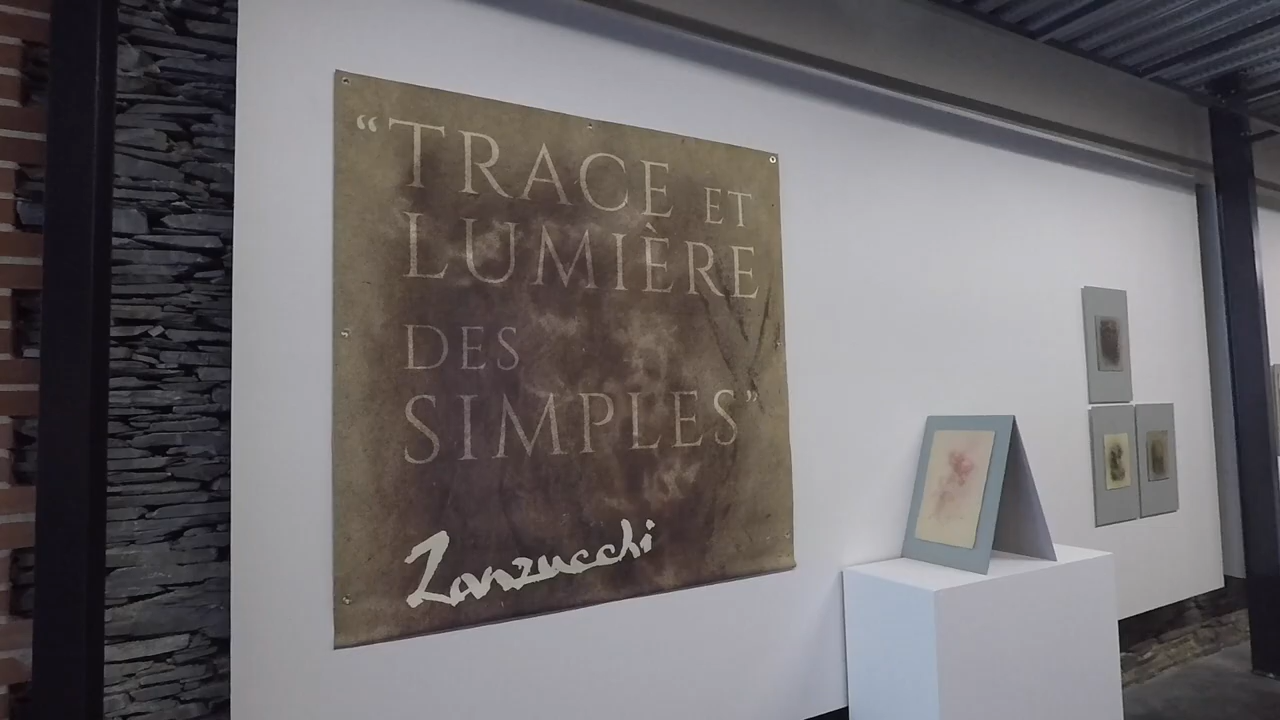 “TRACE ET
LUMIÈRE
DES
SIMPLES”
Zanzucchi